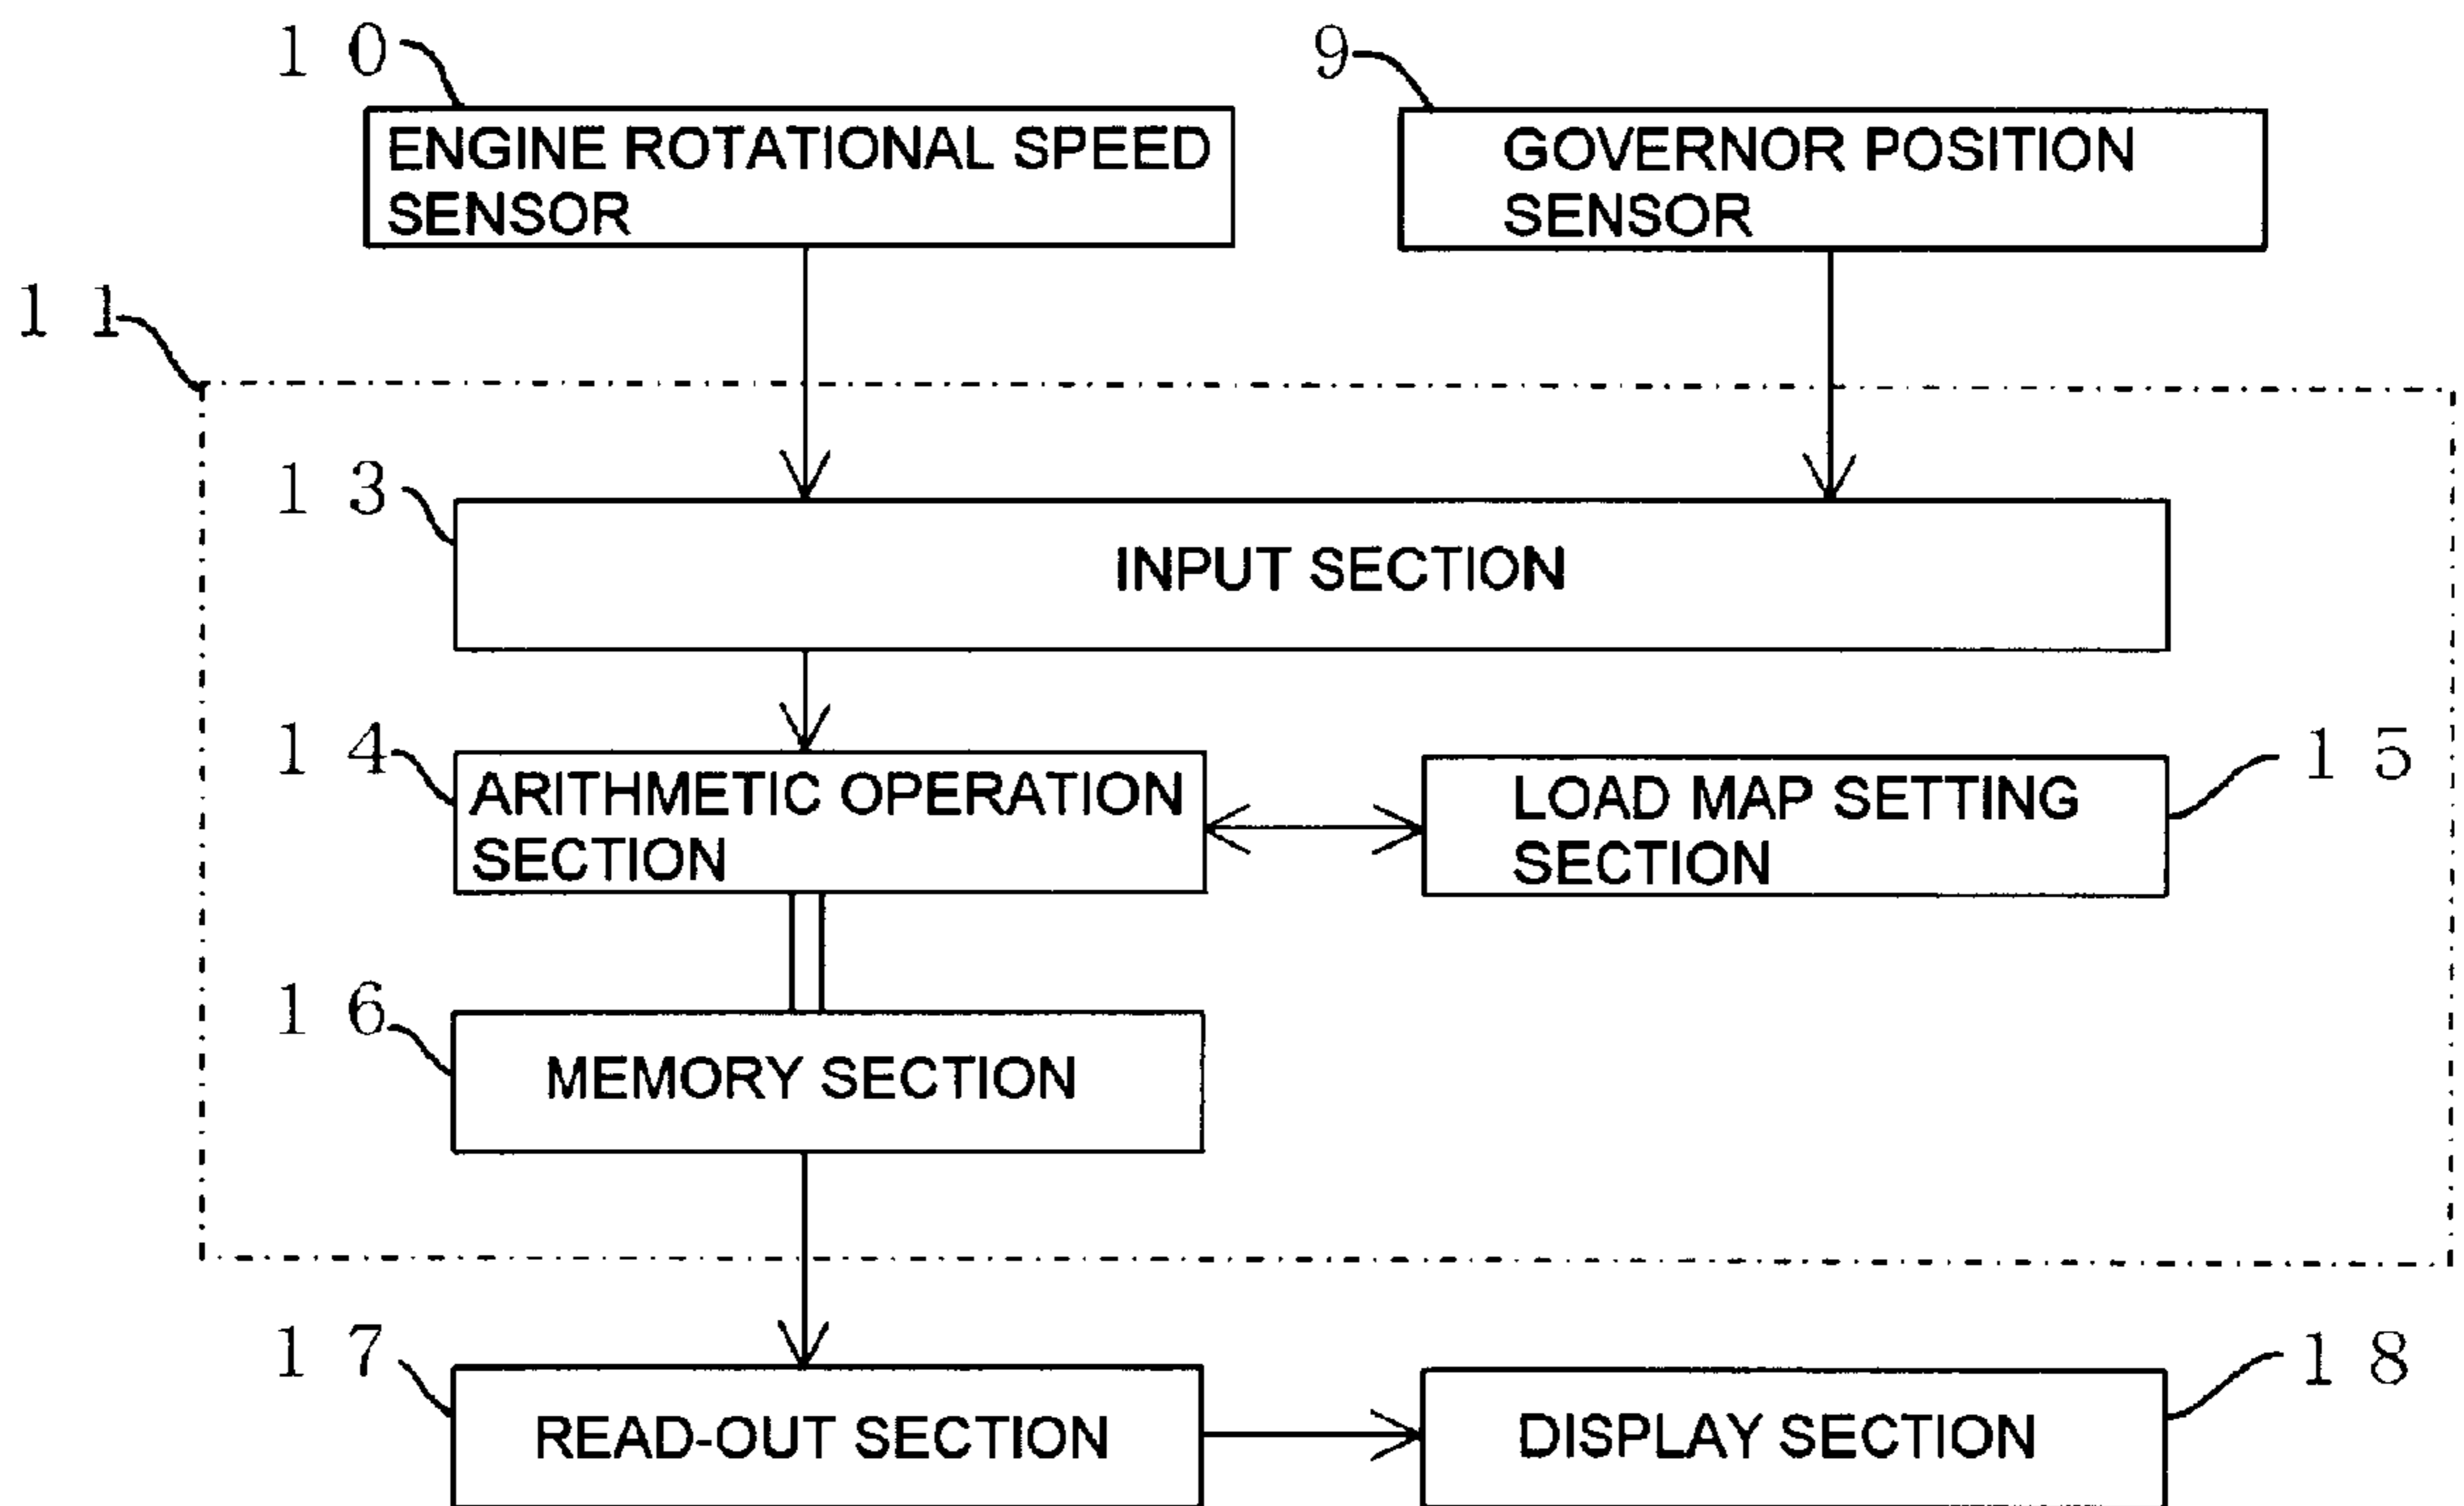 10
9
ENGINE ROTATIONAL SPEED
SENSOR
GOVERNOR POSITION
SENSOR
11
13
INPUT SECTION
14
ARITHMETIC OPERATION
SECTION
LOAD MAP SETTING
SECTION
15
16
MEMORY SECTION
17
READ-OUT SECTION
DISPLAY SECTION
18